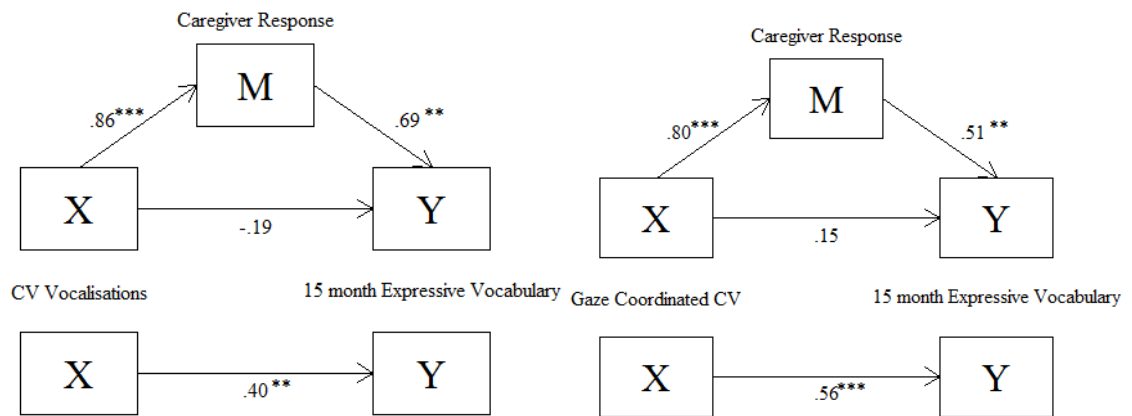 Caregiver Response
M
.86***
.69 **
X
Y
-.19
CV Vocalisations
15 month Expressive Vocabulary
X
Y
.40 **
Caregiver Response
M
.80***
.51 **
X
Y
.15
Gaze Coordinated CV
15 month Expressive Vocabulary
X
Y
.56***